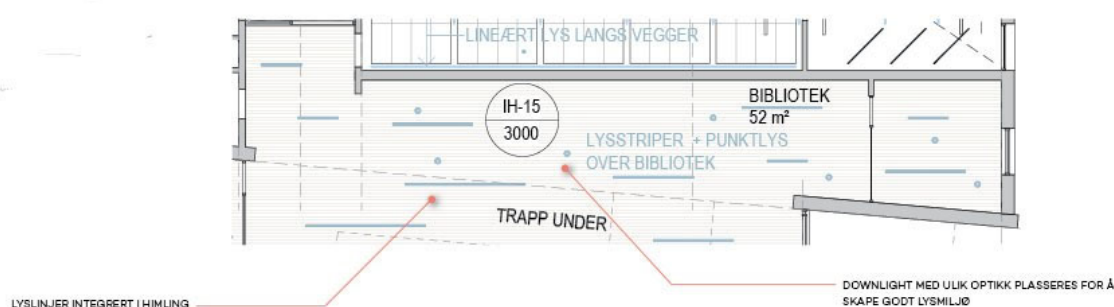 LINEÆRT LYS LANGS VEGGER
IH-15
3000
BIBLIOTEK
52 m²
LYSSTRIPER + PUNKTLYS
OVER BIBLIOTEK
TRAPP UNDER
LYSLINJER INTEGRERT I HIMLING
DOWNLIGHT MED ULIK OPTIKK PLASSERES FOR Å
SKAPE GODT LYSMILJØ